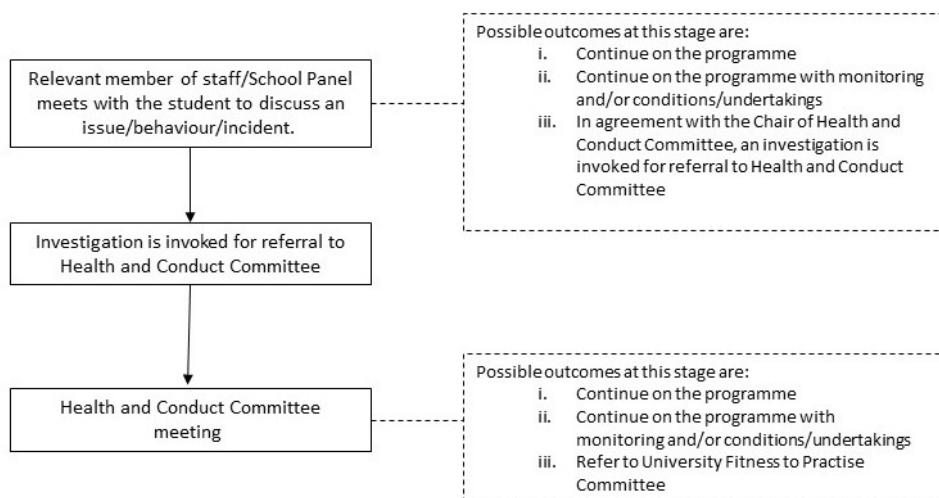 Relevant member of staff/School Panel
meets with the student to discuss an
issue/behaviour/incident.
Possible outcomes at this stage are:
i. Continue on the programme
ii. Continue on the programme with monitoring
and/or conditions/undertakings
iii. In agreement with the Chair of Health and
Conduct Committee, an investigation is
invoked for referral to Health and Conduct
Committee
Investigation is invoked for referral to
Health and Conduct Committee
Health and Conduct Committee
meeting
Possible outcomes at this stage are:
i. Continue on the programme
ii. Continue on the programme with
monitoring and/or conditions/undertakings
iii. Refer to University Fitness to Practise
Committee